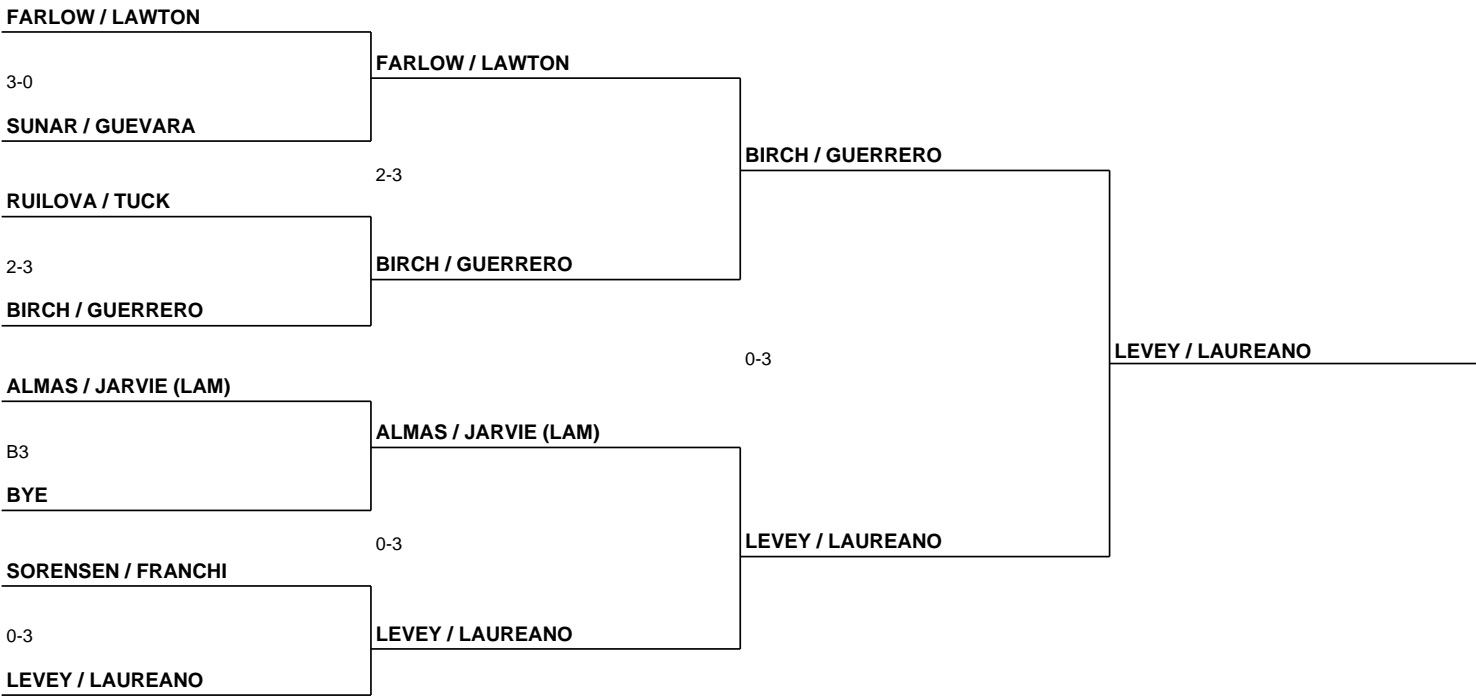 FARLOW / LAWTON
3-0
SUNAR / GUEVARA
RUILOVA / TUCK
2-3
BIRCH / GUERRERO
ALMAS / JARVIE (LAM)
B3
BYE
SORENSEN / FRANCHI
0-3
LEVEY / LAUREANO
FARLOW / LAWTON
2-3
BIRCH / GUERRERO
ALMAS / JARVIE (LAM)
0-3
LEVEY / LAUREANO
BIRCH / GUERRERO
0-3
LEVEY / LAUREANO
LEVEY / LAUREANO